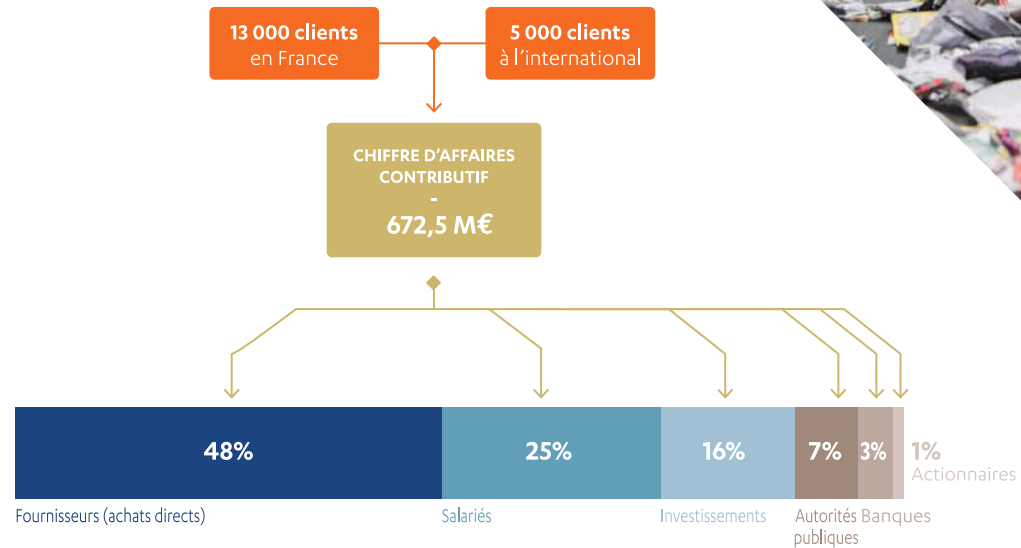 13 000 clients
en France
5 000 clients
à l'international
CHIFFRE D'AFFAIRES
CONTRIBUTIF
-
672,5 M€
48%
25%
16%
7%
3%
1%
Actionnaires
Fournisseurs (achats directs)
Salariés
Investissements
Autorités
publiques
Banques